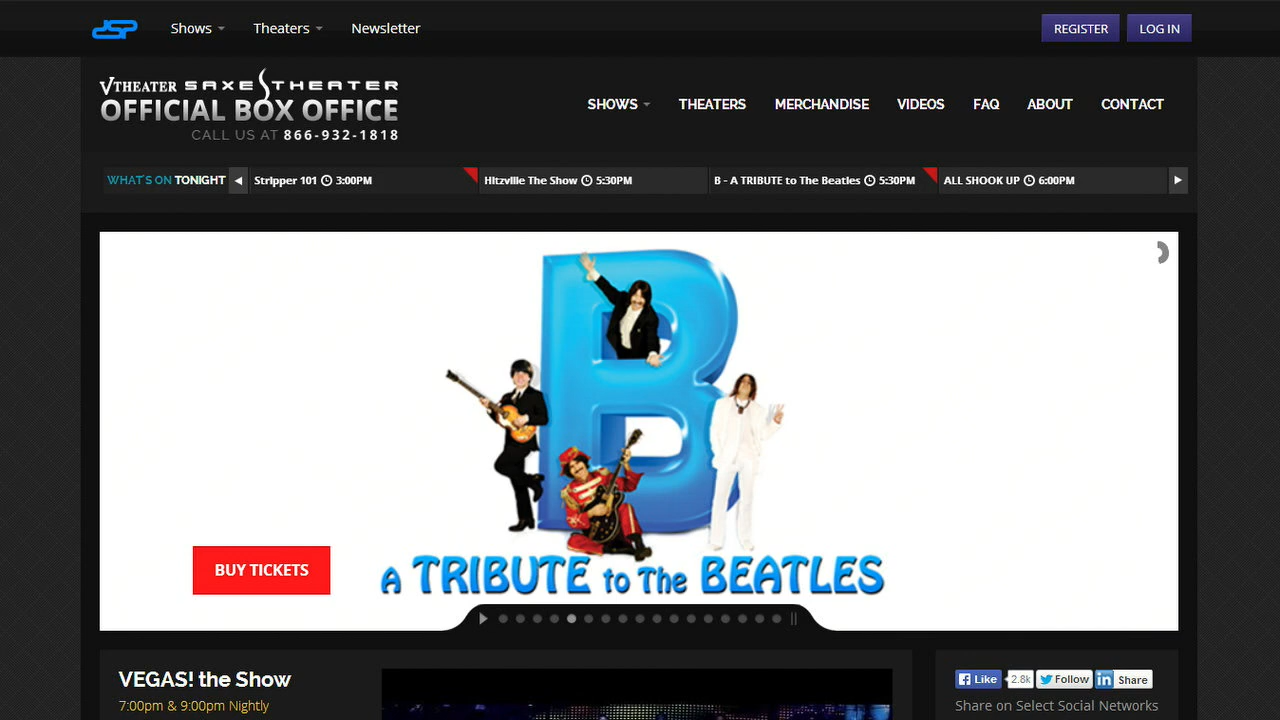 JSP Shows Theaters Newsletter REGISTER LOG IN
VTHEATER SAXE THEATER
OFFICIAL BOX OFFICE
CALL US AT 866-932-1818
SHOWS THEATERS MERCHANDISE VIDEOS FAQ ABOUT CONTACT
WHAT'S ON TONIGHT Stripper 101 3:00PM Hitzville The Show 5:30PM B - A TRIBUTE to The Beatles 5:30PM ALL SHOOK UP 6:00PM
B
BUY TICKETS
A TRIBUTE to The BEATLES
VEGAS! the Show
7:00pm & 9:00pm Nightly
Like 2.8k Follow in Share
Share on Select Social Networks